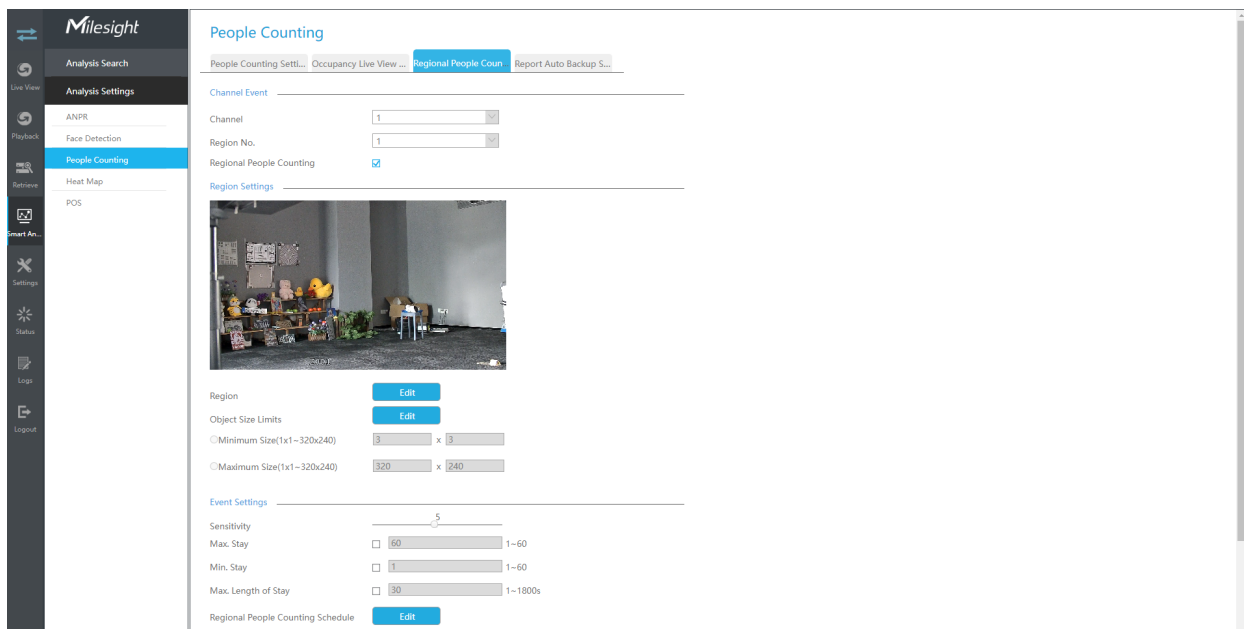 Milesight
Live View
Playback
Retrieve
Smart An...
Settings
Status
Logs
Logout
Analysis Search
Analysis Settings
ANPR
Face Detection
People Counting
Heat Map
POS
People Counting
People Counting Setti... Occupancy Live View ... Regional People Coun Report Auto Backup S...
Channel Event
Channel 1
Region No. 1
Regional People Counting
Region Settings
Region Edit
Object Size Limits Edit
Minimum Size(1x1~320x240) 3 x 3
Maximum Size(1x1~320x240) 320 x 240
Event Settings
Sensitivity 5
Max. Stay 60 1~60
Min. Stay 1 1~60
Max. Length of Stay 30 1~1800s
Regional People Counting Schedule Edit